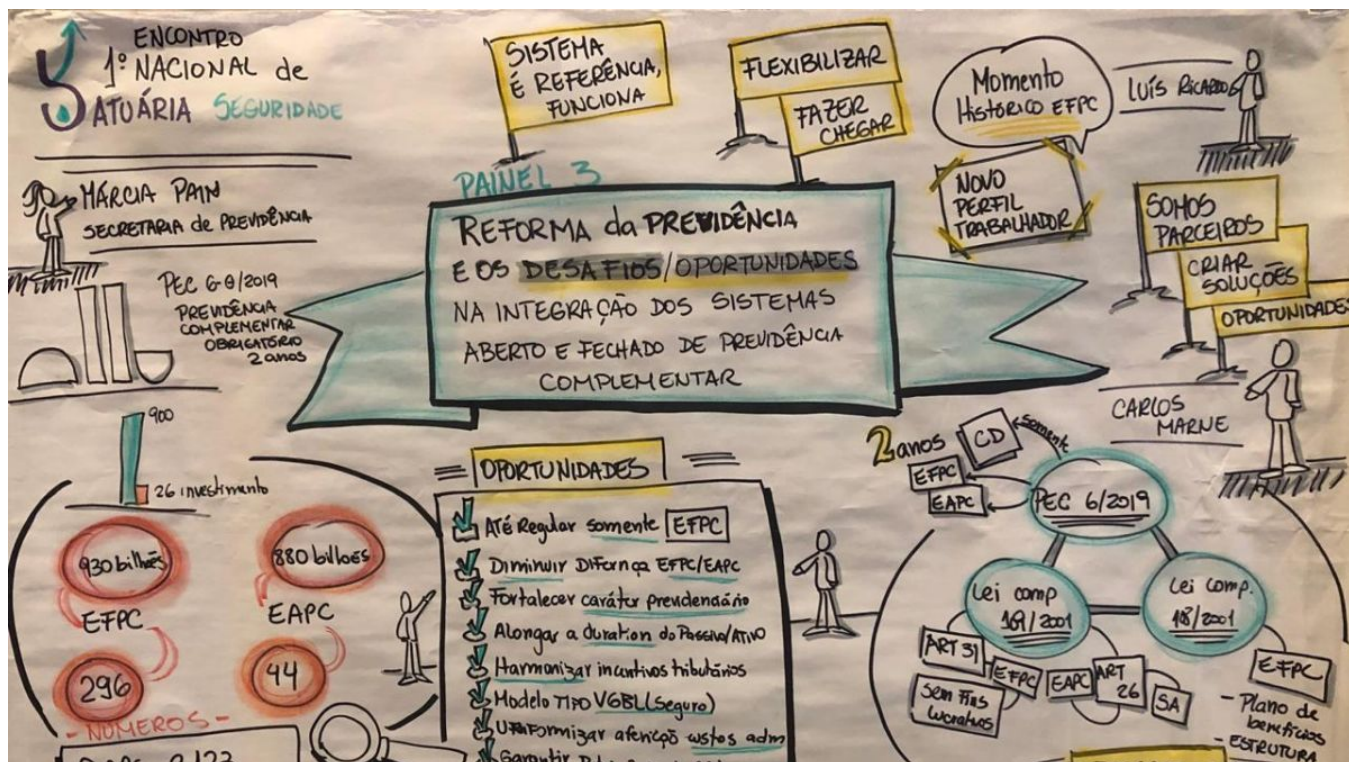 ENCONTRO
1º NACIONAL de
ATUÁRIA SEGURIDADE
MÁRCIA PAIM
SECRETARIA de PREVIDÊNCIA
PEC 6-θ/2019
PREVIDÊNCIA
COMPLEMENTAR
OBRIGATÓRIO
2 anos
900
26 investimento
930 bilhões
EFPC
296
880 bilhões
EAPC
44
- NÚMEROS -
SISTEMA
É REFERÊNCIA,
FUNCIONA
FLEXIBILIZAR
FAZER
CHEGAR
PAINEL 3
REFORMA da PREVIDÊNCIA
E OS DESAFIOS/OPORTUNIDADES
NA INTEGRAÇÃO DOS SISTEMAS
ABERTO E FECHADO DE PREVIDÊNCIA
COMPLEMENTAR
OPORTUNIDADES
ATÉ Regular somente EFPC
Diminuir DIFernça EFPC/EAPC
Fortalecer caráter previdenciário
Alongar a duration do Passivo/ATIVO
Harmonizar incentivos tributários
Modelo TIPO VGBL (Seguro)
UNIFormizar aferição custos adm
Garantir
Momento
Histórico EFPC
LUÍS RICARDO
NOVO
PERFIL
TRABALHADOR
SOMOS
PARCEIROS
CRIAR
SOLUÇÕES
OPORTUNIDADES
CARLOS
MARNE
2 anos
CD
somente
EFPC
EAPC
PEC 6/2019
Lei comp
109/2001
Lei comp.
108/2001
ART 31
EFPC
Sem Fins
lucrativos
EAPC
ART
26
SA
EFPC
- Plano de
benefícios
- ESTRUTURA